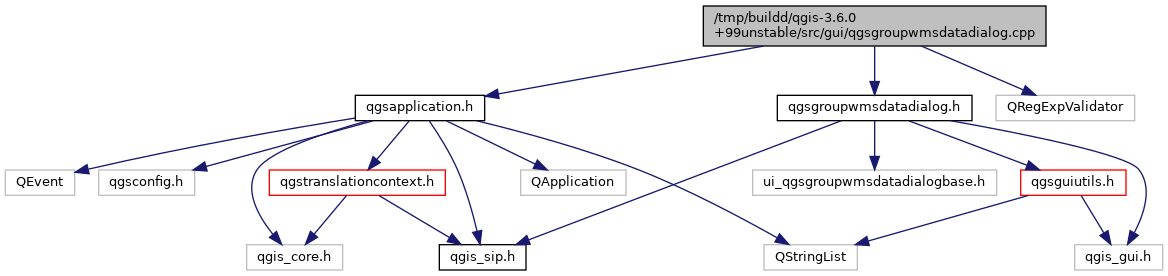 /tmp/buildd/qgis-3.6.0
+99unstable/src/gui/qgsgroupwmsdatadialog.cpp
qgsapplication.h
qgsgroupwmsdatadialog.h
QRegExpValidator
QEvent
qgsconfig.h
qgstranslationcontext.h
QApplication
ui_qgsgroupwmsdatadialogbase.h
qgsguiutils.h
qgis_core.h
qgis_sip.h
QStringList
qgis_gui.h